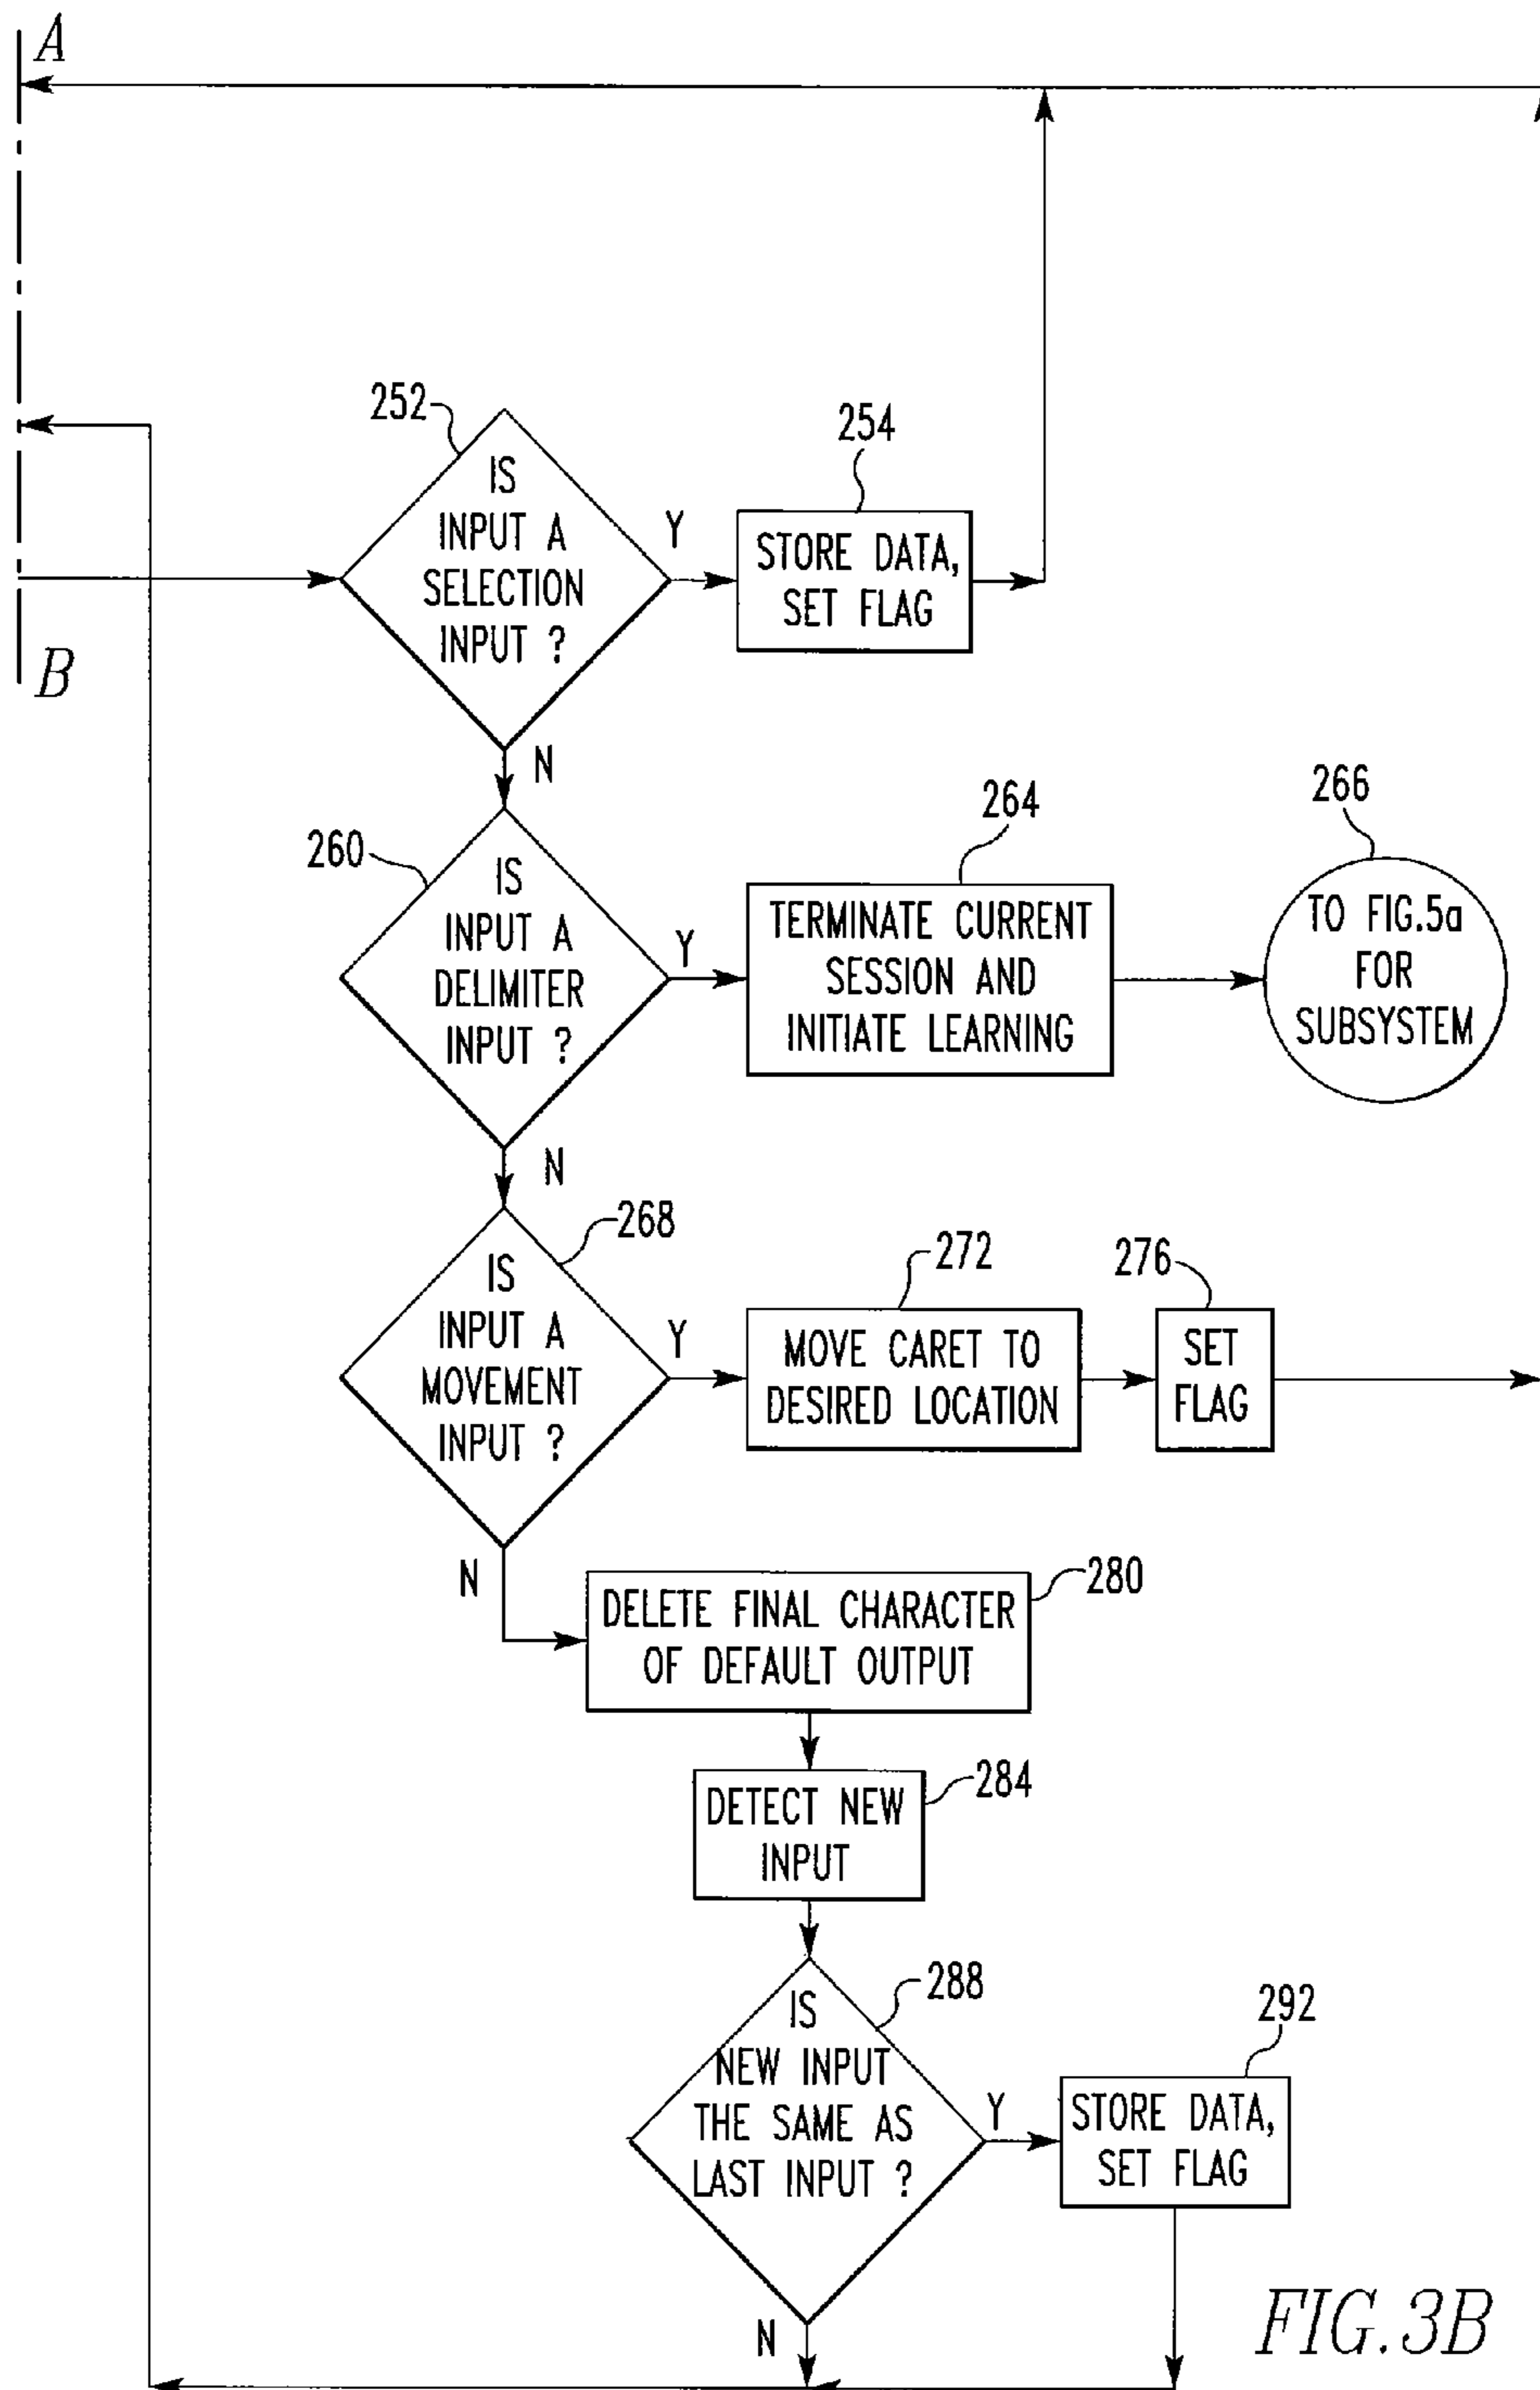 A
252
IS
INPUT A
SELECTION
INPUT ?
Y
254
STORE DATA,
SET FLAG
B
N
260
IS
INPUT A
DELIMITER
INPUT ?
Y
264
TERMINATE CURRENT
SESSION AND
INITIATE LEARNING
266
TO FIG.5a
FOR
SUBSYSTEM
N
268
IS
INPUT A
MOVEMENT
INPUT ?
Y
272
MOVE CARET TO
DESIRED LOCATION
276
SET
FLAG
N
280
DELETE FINAL CHARACTER
OF DEFAULT OUTPUT
284
DETECT NEW
INPUT
288
IS
NEW INPUT
THE SAME AS
LAST INPUT ?
Y
292
STORE DATA,
SET FLAG
N
FIG.3B